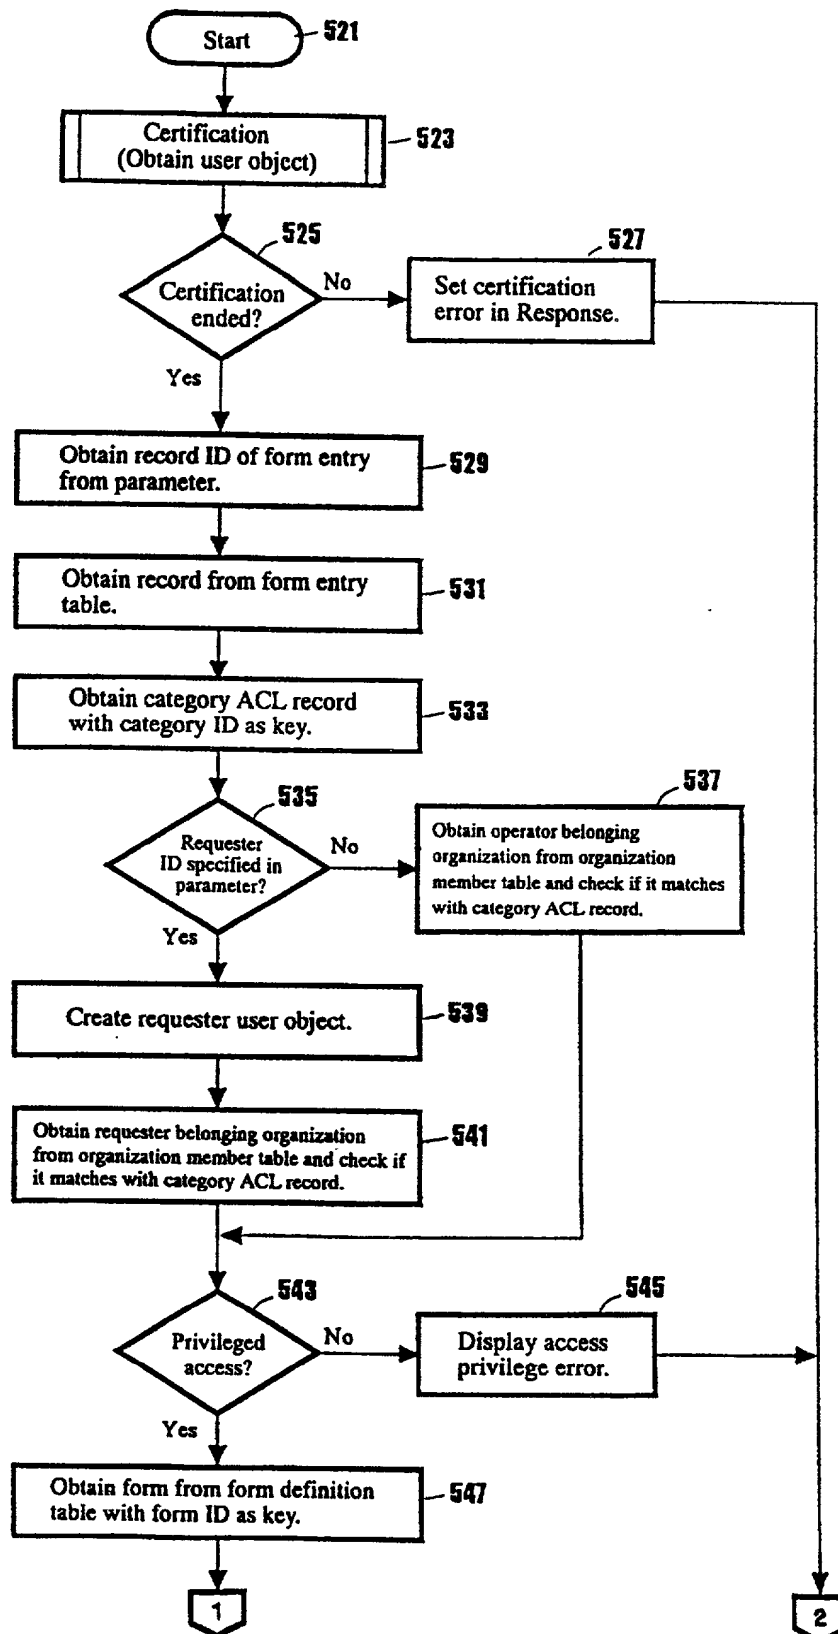 Start
521
Certification
(Obtain user object)
523
525
Certification
ended?
No
Yes
527
Set certification
error in Response.
Obtain record ID of form entry
from parameter.
529
Obtain record from form entry
table.
531
Obtain category ACL record
with category ID as key.
533
535
Requester
ID specified in
parameter?
No
Yes
537
Obtain operator belonging
organization from organization
member table and check if it matches
with category ACL record.
Create requester user object.
539
Obtain requester belonging organization
from organization member table and check if
it matches with category ACL record.
541
543
Privileged
access?
No
Yes
545
Display access
privilege error.
Obtain form from form definition
table with form ID as key.
547
1
2